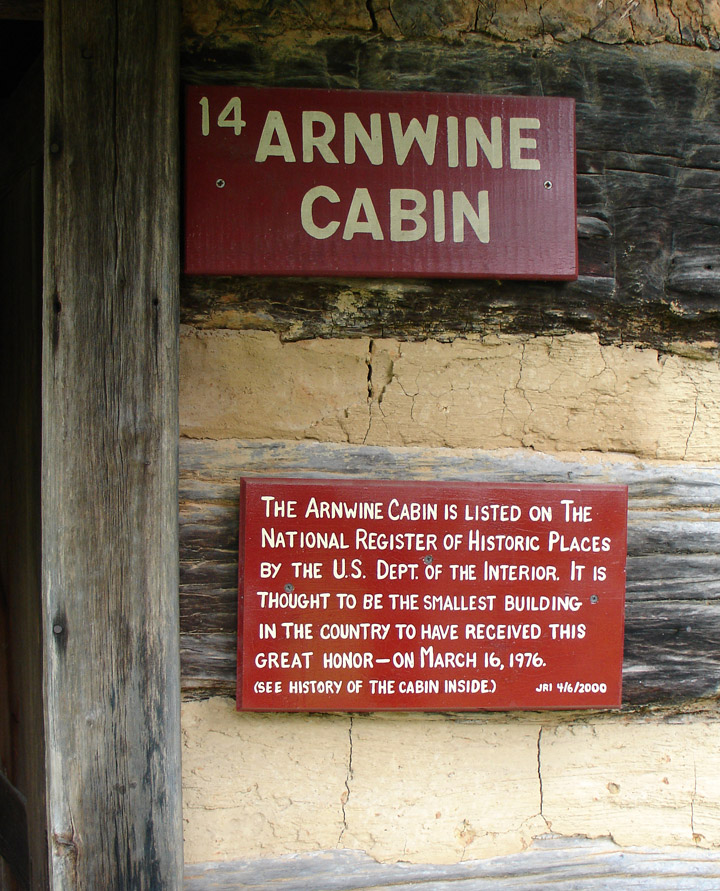 14 ARNWINE
CABIN
THE ARNWINE CABIN IS LISTED ON THE
NATIONAL REGISTER OF HISTORIC PLACES
BY THE U.S. DEPT. OF THE INTERIOR. IT IS
THOUGHT TO BE THE SMALLEST BUILDING
IN THE COUNTRY TO HAVE RECEIVED THIS
GREAT HONOR—ON MARCH 16, 1976.
(SEE HISTORY OF THE CABIN INSIDE.) JRI 4/6/2000